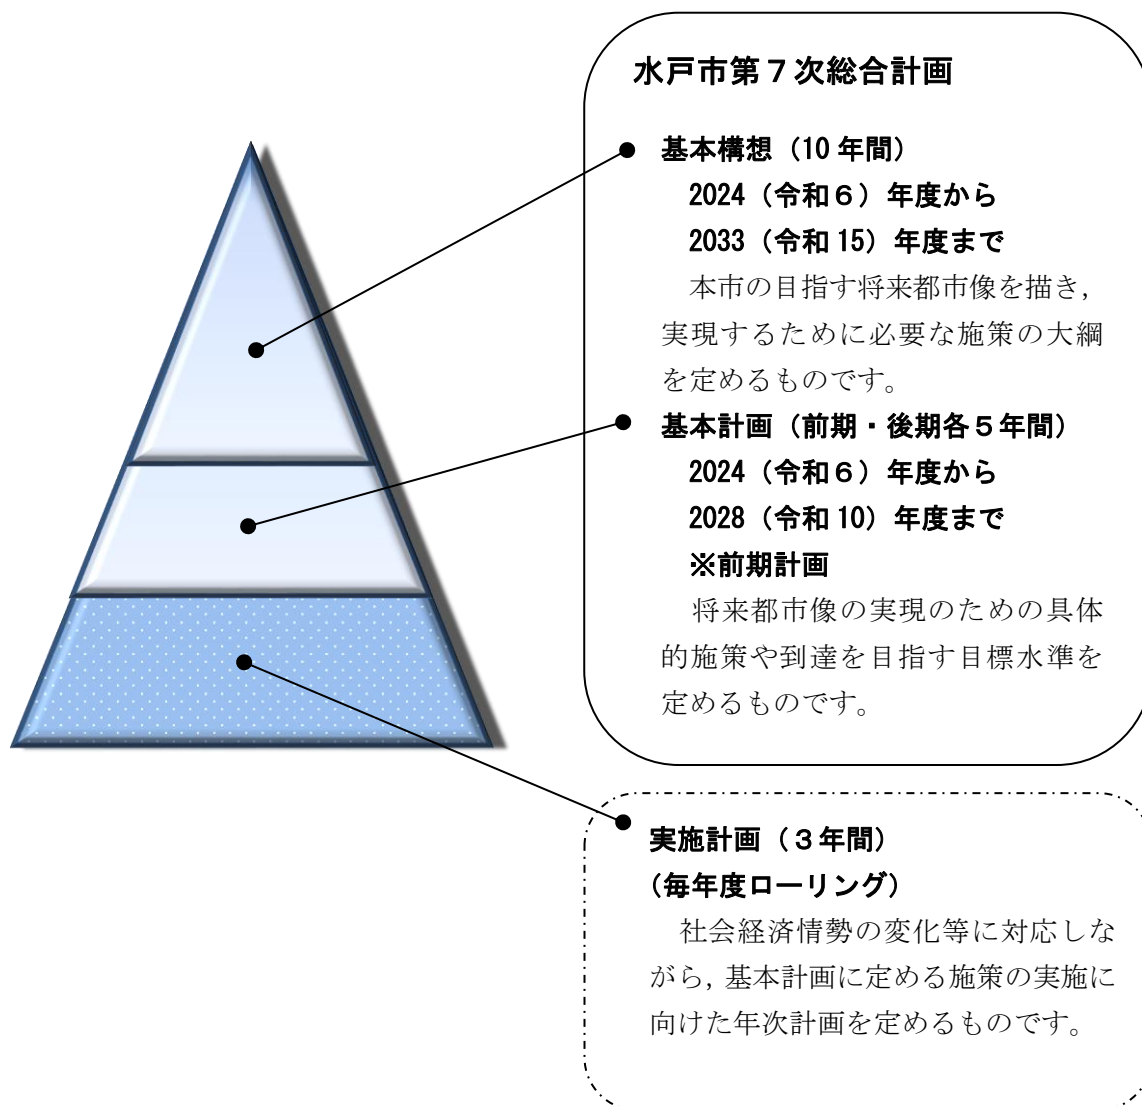 水戸市第７次総合計画
基本構想（10 年間）
2024（令和６）年度から
2033（令和 15）年度まで
本市の目指す将来都市像を描き，
実現するために必要な施策の大綱
を定めるものです。
基本計画（前期・後期各５年間）
2024（令和６）年度から
2028（令和 10）年度まで
※前期計画
将来都市像の実現のための具体
的施策や到達を目指す目標水準を
定めるものです。
実施計画（３年間）
（毎年度ローリング）
社会経済情勢の変化等に対応しな
がら，基本計画に定める施策の実施に
向けた年次計画を定めるものです。